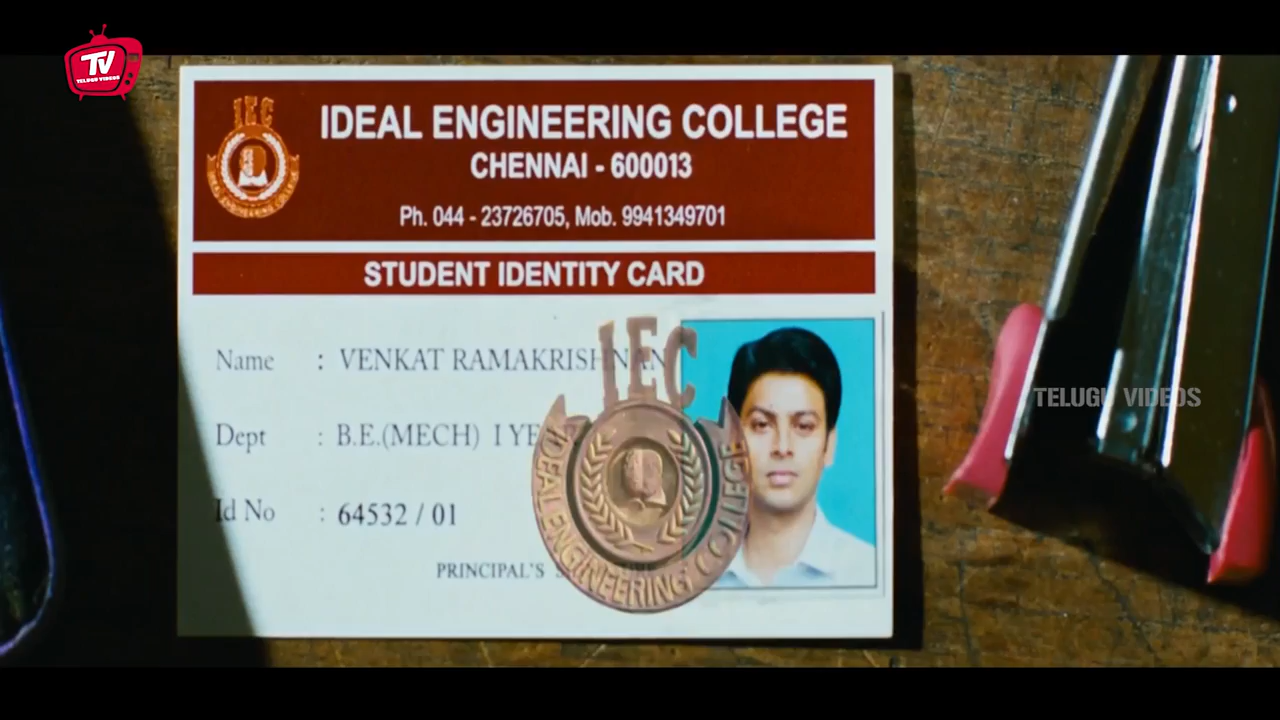 TV
TELUGU VIDEOS
IEC
IDEAL ENGINEERING COLLEGE
CHENNAI - 600013
Ph. 044 - 23726705, Mob. 9941349701
STUDENT IDENTITY CARD
Name : VENKAT RAMAKRISHNAN
Dept : B.E.(MECH) I YE
Id No : 64532 / 01
PRINCIPAL'S
IEC
IDEAL ENGINEERING COLLEGE
TELUGU VIDEOS